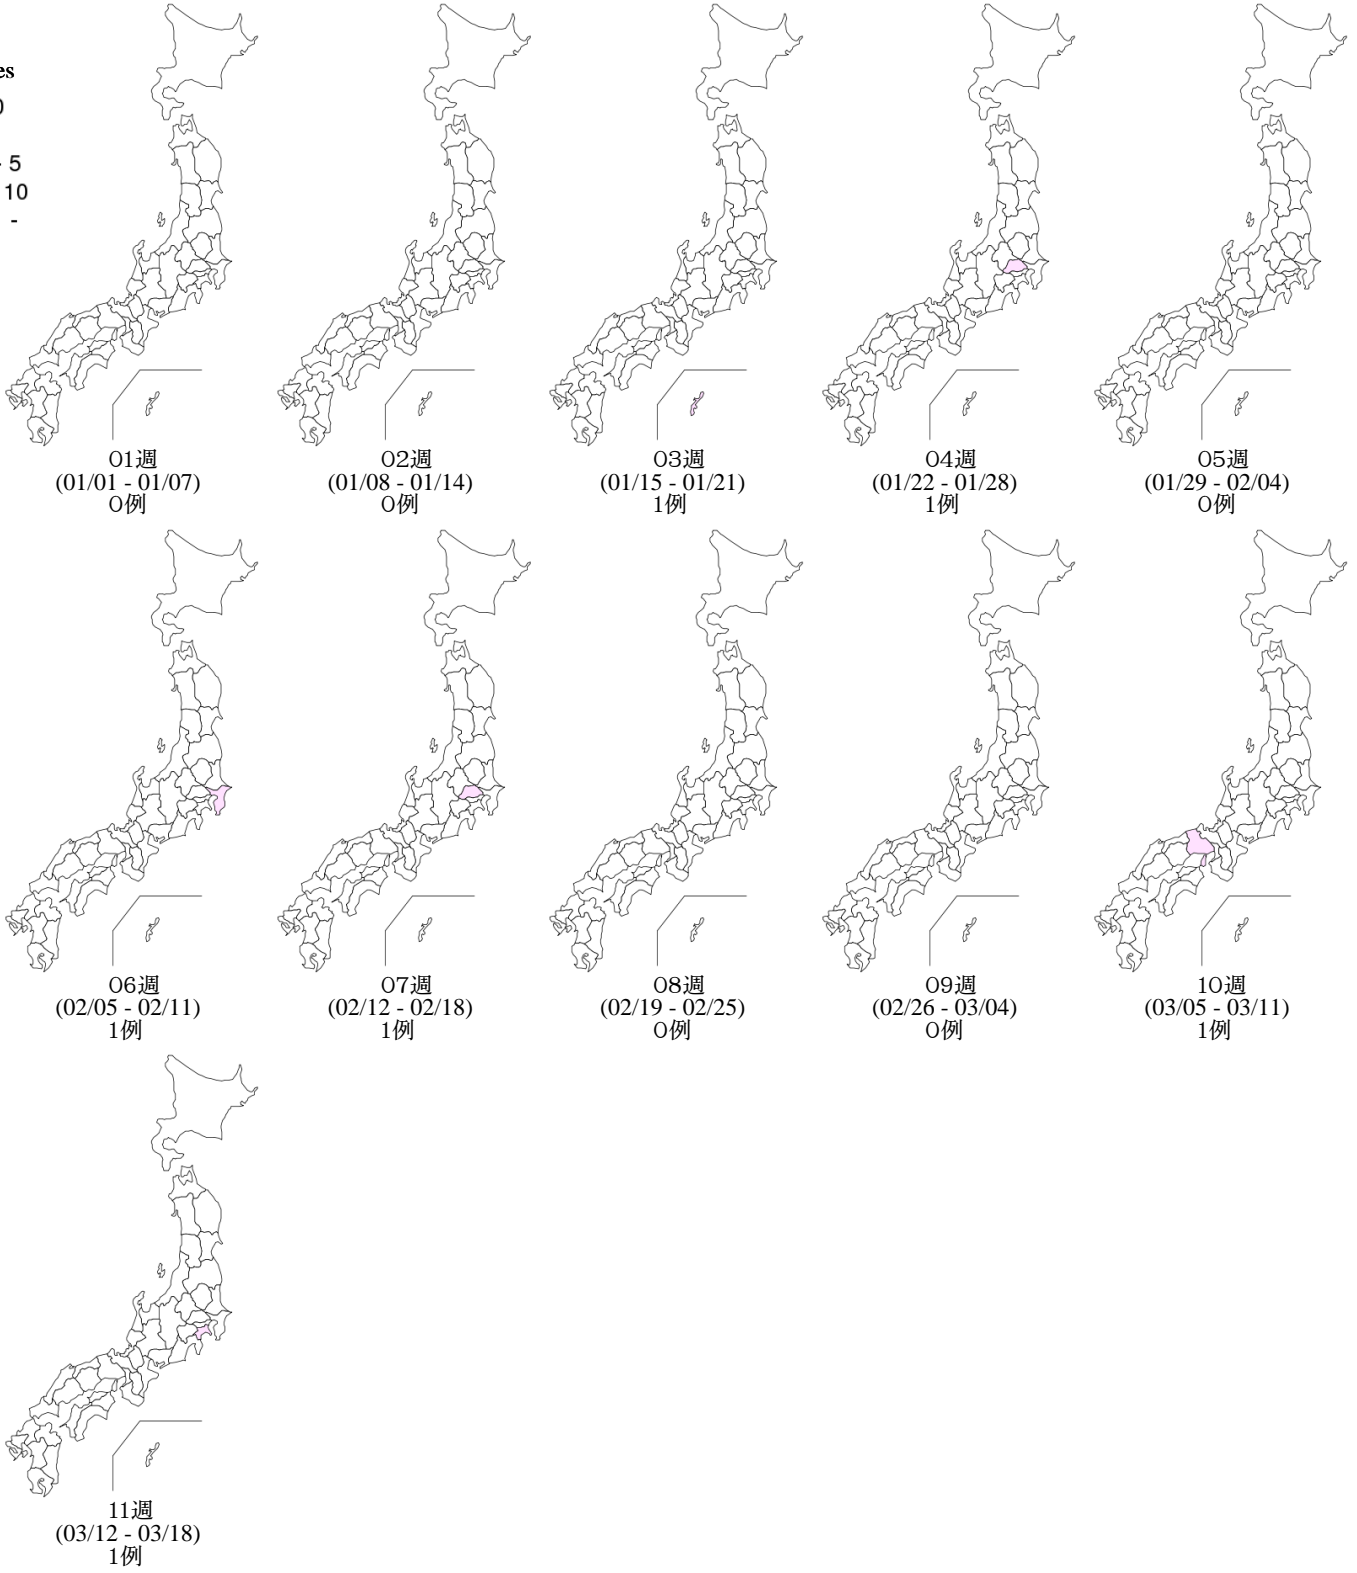 es
0
- 5
10
-
01週
(01/01 - 01/07)
0例
02週
(01/08 - 01/14)
0例
03週
(01/15 - 01/21)
1例
04週
(01/22 - 01/28)
1例
05週
(01/29 - 02/04)
0例
06週
(02/05 - 02/11)
1例
07週
(02/12 - 02/18)
1例
08週
(02/19 - 02/25)
0例
09週
(02/26 - 03/04)
0例
10週
(03/05 - 03/11)
1例
11週
(03/12 - 03/18)
1例